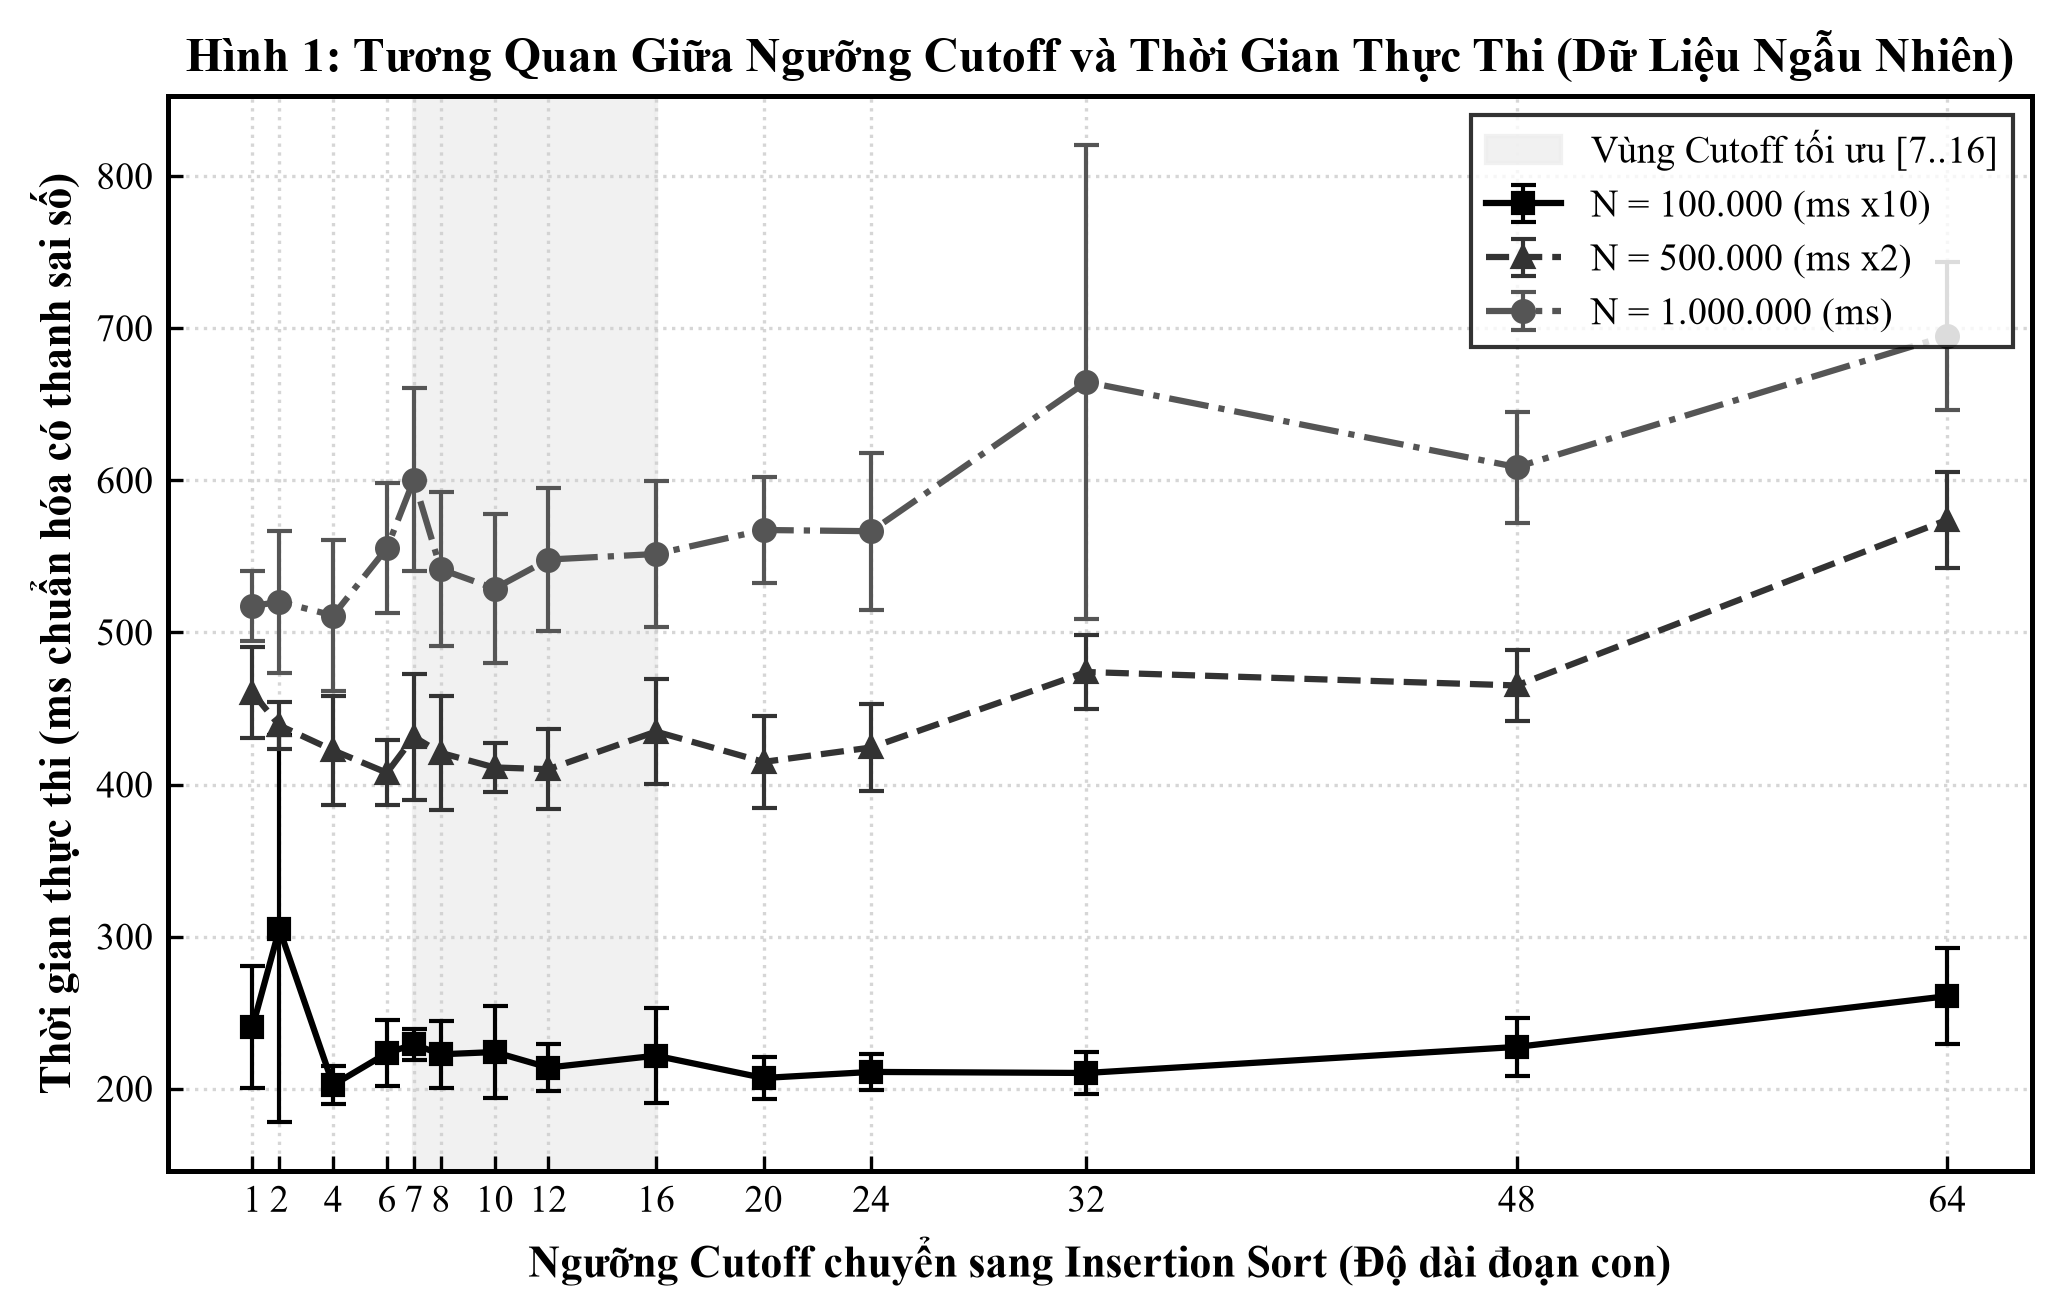 Hình 1: Tương Quan Giữa Ngưỡng Cutoff và Thời Gian Thực Thi (Dữ Liệu Ngẫu Nhiên)
Thời gian thực thi (ms chuẩn hóa có thanh sai số)
800
700
600
500
400
300
200
Vùng Cutoff tối ưu [7..16]
N = 100.000 (ms x10)
N = 500.000 (ms x2)
N = 1.000.000 (ms)
1 2 4 6 7 8 10 12 16 20 24 32 48 64
Ngưỡng Cutoff chuyển sang Insertion Sort (Độ dài đoạn con)